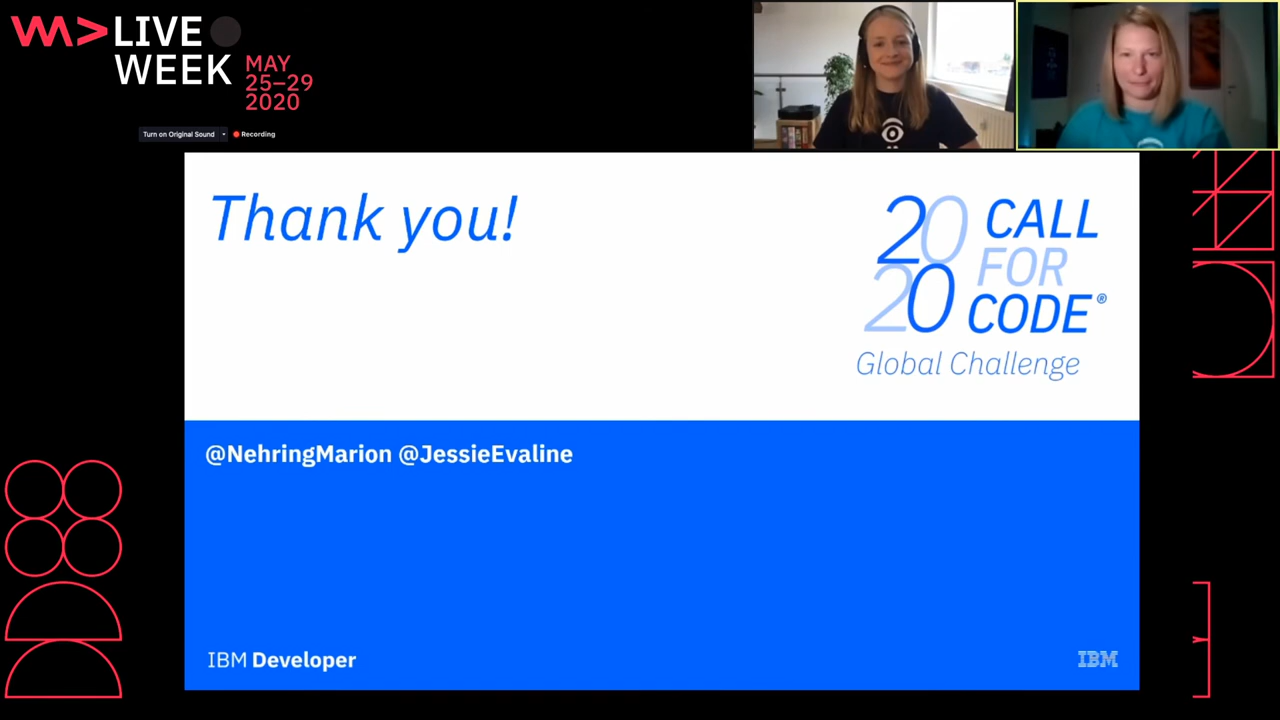 LIVE
WEEK
MAY
25–29
2020
Turn on Original Sound
Recording
Thank you!
20
20
CALL
FOR
CODE®
Global Challenge
@NehringMarion @JessieEvaline
IBM Developer
IBM